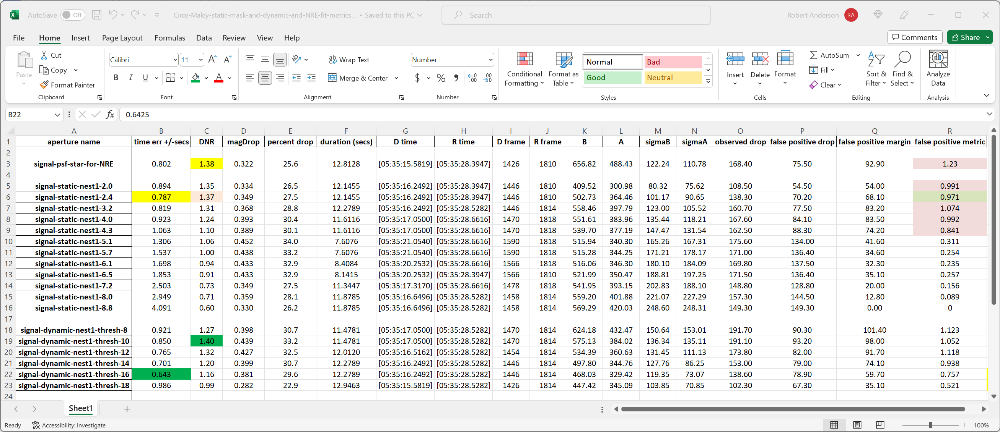 AutoSave Off Circe-Maley-static-mask-and-dynamic-and-NRE-fit-metrics... • Saved to this PC Search Robert Anderson RA
File Home Insert Page Layout Formulas Data Review View Help Comments Share
Paste Cut Copy Format Painter Clipboard
Calibri 11 B I U A Font
Wrap Text Merge & Center Alignment
Number $ % Number
Conditional Formatting Format as Table Normal Bad Good Neutral Styles
Insert Delete Format Cells
AutoSum Fill Clear Sort & Filter Find & Select Editing
Analyze Data Analysis
B22 fx 0.6425
A B C D E F G H I J K L M N O P Q R
1 aperture name time err +/-secs DNR magDrop percent drop duration (secs) D time R time D frame R frame B A sigmaB sigmaA observed drop false positive drop false positive margin false positive metric
2
3 signal-psf-star-for-NRE 0.802 1.38 0.322 25.6 12.8128 [05:35:15.5819] [05:35:28.3947] 1426 1810 656.82 488.43 122.24 110.78 168.40 75.50 92.90 1.23
4
5 signal-static-nest1-2.0 0.894 1.35 0.334 26.5 12.1455 [05:35:16.2492] [05:35:28.3947] 1446 1810 409.52 300.98 80.32 75.62 108.50 54.50 54.00 0.991
6 signal-static-nest1-2.4 0.787 1.37 0.349 27.5 12.1455 [05:35:16.2492] [05:35:28.3947] 1446 1810 502.73 364.46 101.17 90.65 138.30 70.20 68.10 0.971
7 signal-static-nest1-3.2 0.819 1.31 0.368 28.8 12.2789 [05:35:16.2492] [05:35:28.5282] 1446 1814 558.46 397.79 123.00 105.52 160.70 77.50 83.20 1.074
8 signal-static-nest1-4.0 0.923 1.24 0.393 30.4 11.6116 [05:35:17.0500] [05:35:28.6616] 1470 1818 551.61 383.96 135.44 118.21 167.60 84.10 83.50 0.992
9 signal-static-nest1-4.3 1.063 1.10 0.389 30.1 11.6116 [05:35:17.0500] [05:35:28.6616] 1470 1818 539.70 377.19 147.47 131.54 162.50 88.30 74.20 0.841
10 signal-static-nest1-5.1 1.306 1.06 0.452 34.0 7.6076 [05:35:21.0540] [05:35:28.6616] 1590 1818 515.94 340.30 165.26 167.31 175.60 134.00 41.60 0.311
11 signal-static-nest1-5.7 1.537 1.00 0.438 33.2 7.6076 [05:35:21.0540] [05:35:28.6616] 1590 1818 515.28 344.25 171.21 178.17 171.00 136.40 34.60 0.254
12 signal-static-nest1-6.1 1.698 0.94 0.433 32.9 8.4084 [05:35:20.2532] [05:35:28.6616] 1566 1818 516.06 346.30 180.10 184.09 169.80 137.50 32.30 0.235
13 signal-static-nest1-6.5 1.853 0.91 0.433 32.9 8.1415 [05:35:20.2532] [05:35:28.3947] 1566 1810 521.99 350.47 188.81 197.25 171.50 136.40 35.10 0.257
14 signal-static-nest1-7.2 2.503 0.73 0.349 27.5 11.3447 [05:35:17.3170] [05:35:28.6616] 1478 1818 541.95 393.15 202.83 188.10 148.80 128.80 20.00 0.156
15 signal-static-nest1-8.0 2.949 0.71 0.359 28.1 11.8785 [05:35:16.6496] [05:35:28.5282] 1458 1814 559.20 401.88 221.07 227.29 157.30 144.50 12.80 0.089
16 signal-static-nest1-8.8 4.091 0.60 0.330 26.2 11.8785 [05:35:16.6496] [05:35:28.5282] 1458 1814 569.29 420.03 248.60 248.31 149.30 149.30 0.00 0
17
18 signal-dynamic-nest1-thresh-8 0.921 1.27 0.398 30.7 11.4781 [05:35:17.0500] [05:35:28.5282] 1470 1814 624.18 432.47 150.64 153.01 191.70 90.30 101.40 1.123
19 signal-dynamic-nest1-thresh-10 0.850 1.40 0.439 33.2 11.4781 [05:35:17.0500] [05:35:28.5282] 1470 1814 575.13 384.02 136.34 135.11 191.10 93.20 98.00 1.052
20 signal-dynamic-nest1-thresh-12 0.765 1.32 0.427 32.5 12.0120 [05:35:16.5162] [05:35:28.5282] 1454 1814 534.39 360.63 131.45 111.13 173.80 82.00 91.70 1.118
21 signal-dynamic-nest1-thresh-14 0.701 1.20 0.399 30.7 12.2789 [05:35:16.2492] [05:35:28.5282] 1446 1814 497.80 344.76 127.76 86.25 153.00 79.00 74.10 0.938
22 signal-dynamic-nest1-thresh-16 0.643 1.16 0.381 29.6 12.2789 [05:35:16.2492] [05:35:28.5282] 1446 1814 468.03 329.42 119.35 73.07 138.60 78.90 59.70 0.757
23 signal-dynamic-nest1-thresh-18 0.986 0.99 0.282 22.9 12.9463 [05:35:15.5819] [05:35:28.5282] 1426 1814 447.42 345.09 103.85 70.85 102.30 67.30 35.10 0.521
24
Sheet1
Ready Accessibility: Investigate 100%